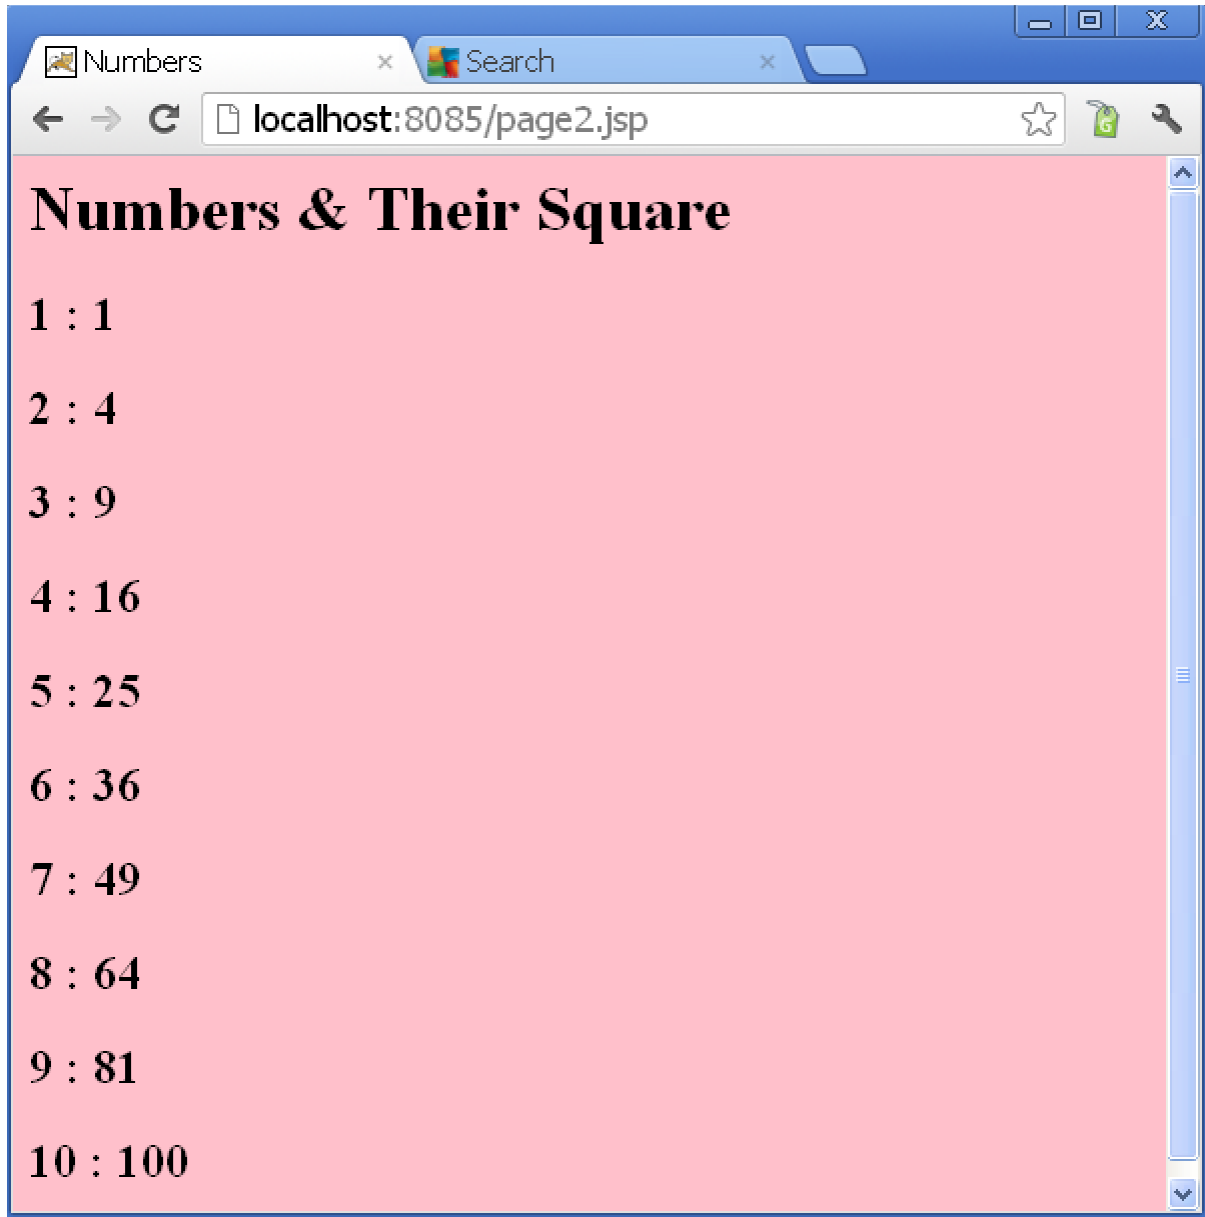 Numbers
Search
localhost:8085/page2.jsp
Numbers & Their Square
1 : 1
2 : 4
3 : 9
4 : 16
5 : 25
6 : 36
7 : 49
8 : 64
9 : 81
10 : 100